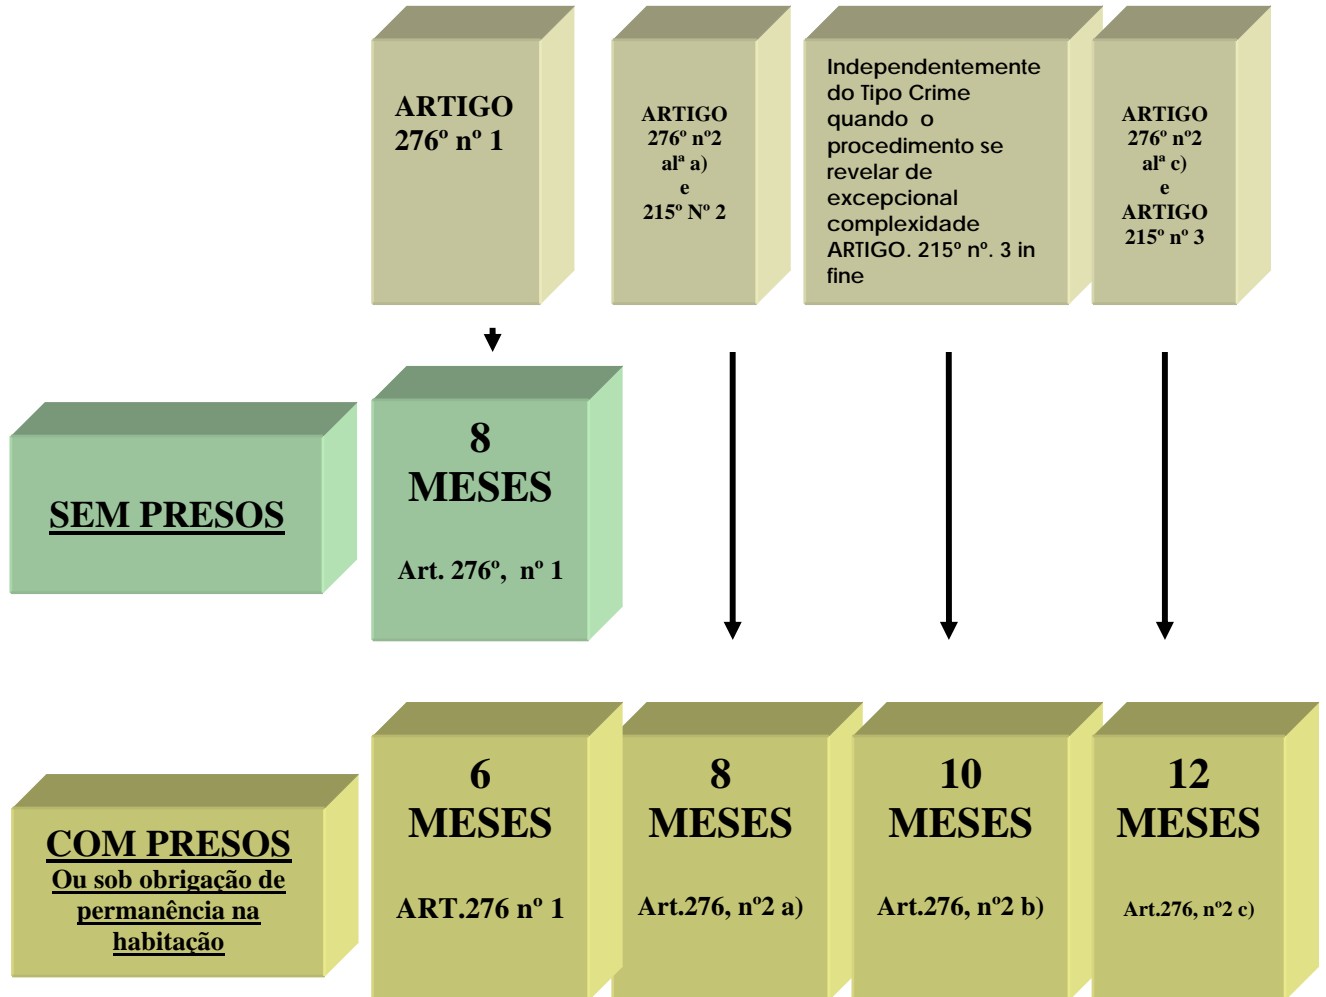 ARTIGO
276º nº 1
ARTIGO
276º nº2
alª a)
e
215º Nº 2
Independentemente
do Tipo Crime
quando o
procedimento se
revelar de
excepcional
complexidade
ARTIGO. 215º nº. 3 in
fine
ARTIGO
276º nº2
alª c)
e
ARTIGO
215º nº 3
SEM PRESOS
8
MESES
Art. 276º, nº 1
COM PRESOS
Ou sob obrigação de
permanência na
habitação
6
MESES
ART.276 nº 1
8
MESES
Art.276, nº2 a)
10
MESES
Art.276, nº2 b)
12
MESES
Art.276, nº2 c)